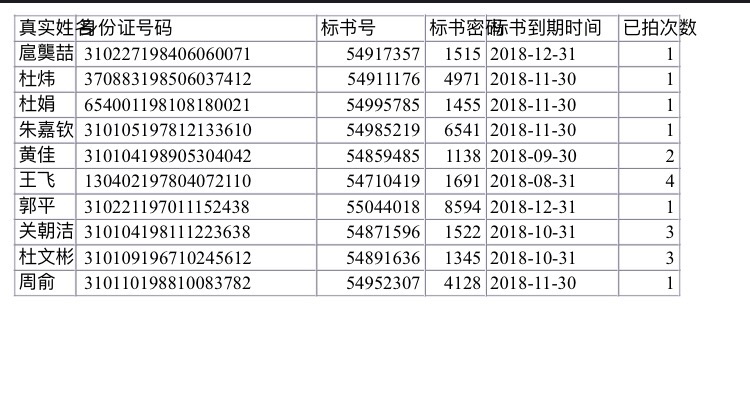 真实姓名 身份证号码 标书号 标书密码 标书到期时间 已拍次数
扈龑喆 310227198406060071 54917357 1515 2018-12-31 1
杜炜 370883198506037412 54911176 4971 2018-11-30 1
杜娟 654001198108180021 54995785 1455 2018-11-30 1
朱嘉钦 310105197812133610 54985219 6541 2018-11-30 1
黄佳 310104198905304042 54859485 1138 2018-09-30 2
王飞 130402197804072110 54710419 1691 2018-08-31 4
郭平 310221197011152438 55044018 8594 2018-12-31 1
关朝洁 310104198111223638 54871596 1522 2018-10-31 3
杜文彬 310109196710245612 54891636 1345 2018-10-31 3
周俞 310110198810083782 54952307 4128 2018-11-30 1